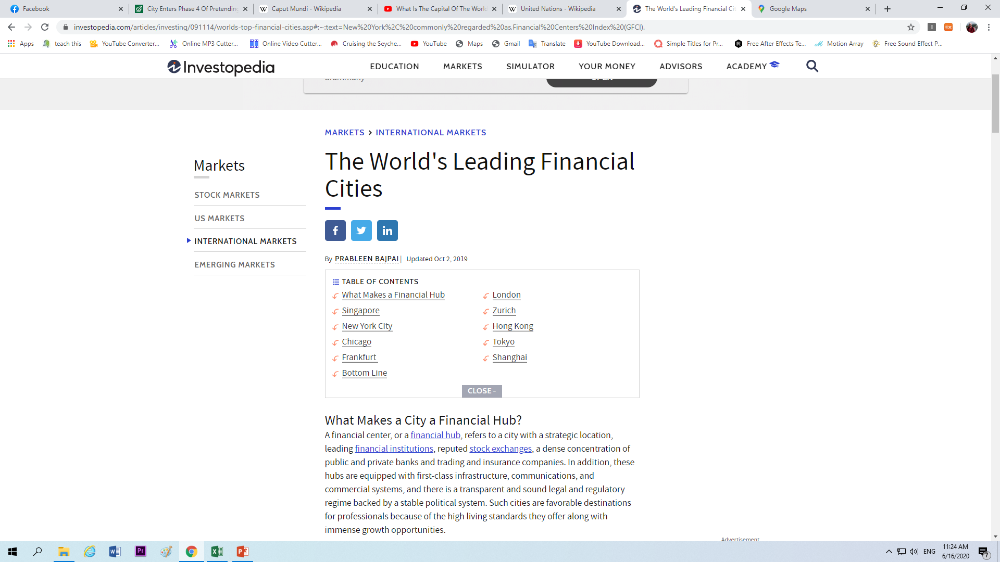 Facebook
City Enters Phase 4 Of Pretending
Caput Mundi - Wikipedia
What Is The Capital Of The World
United Nations - Wikipedia
The World's Leading Financial Cit
Google Maps
investopedia.com/articles/investing/091114/worlds-top-financial-cities.asp#:~:text=New%20York%2C%20commonly%20regarded%20as,Financial%20Centers%20Index%20(GFCI).
Apps
teach this
YouTube Converter...
Online MP3 Cutter...
Online Video Cutter...
Cruising the Seyche...
YouTube
Maps
Gmail
Translate
YouTube Download...
Simple Titles for Pr...
Free After Effects Te...
Motion Array
Free Sound Effect P...
Investopedia
EDUCATION
MARKETS
SIMULATOR
YOUR MONEY
ADVISORS
ACADEMY
MARKETS > INTERNATIONAL MARKETS
The World's Leading Financial
Cities
Markets
STOCK MARKETS
US MARKETS
INTERNATIONAL MARKETS
EMERGING MARKETS
By PRABLEEN BAJPAI | Updated Oct 2, 2019
TABLE OF CONTENTS
What Makes a Financial Hub
London
Singapore
Zurich
New York City
Hong Kong
Chicago
Tokyo
Frankfurt
Shanghai
Bottom Line
CLOSE -
What Makes a City a Financial Hub?
A financial center, or a financial hub, refers to a city with a strategic location,
leading financial institutions, reputed stock exchanges, a dense concentration of
public and private banks and trading and insurance companies. In addition, these
hubs are equipped with first-class infrastructure, communications, and
commercial systems, and there is a transparent and sound legal and regulatory
regime backed by a stable political system. Such cities are favorable destinations
for professionals because of the high living standards they offer along with
immense growth opportunities.
Advertisement
ENG
11:24 AM
6/16/2020
7